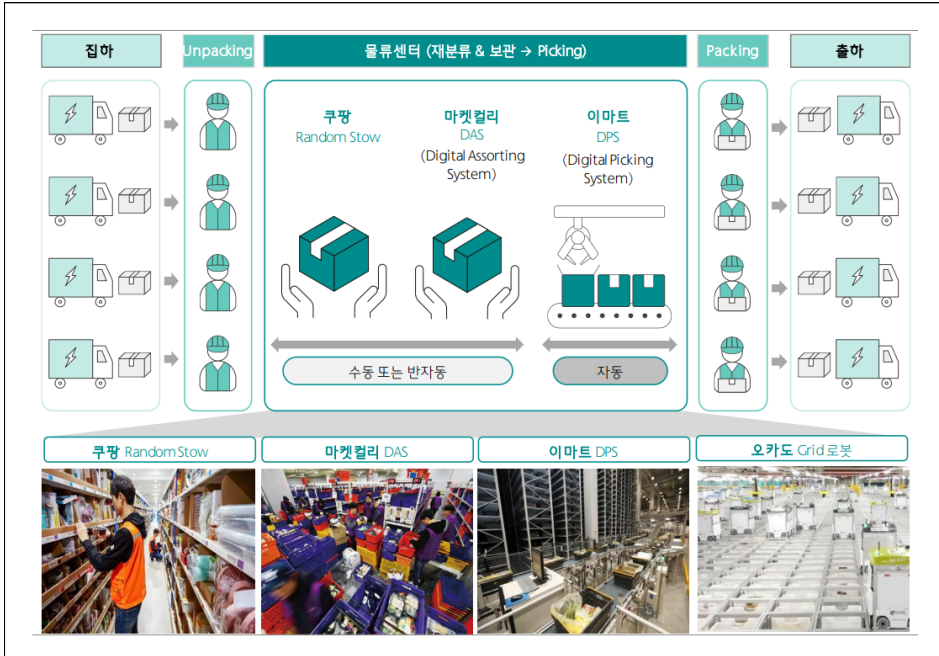 집하
Unpacking
물류센터 (재분류 & 보관 → Picking)
Packing
출하
쿠팡
Random Stow
마켓컬리
DAS
(Digital Assorting
System)
이마트
DPS
(Digital Picking
System)
수동 또는 반자동
자동
쿠팡 Random Stow
마켓컬리 DAS
이마트 DPS
오카도 Grid 로봇